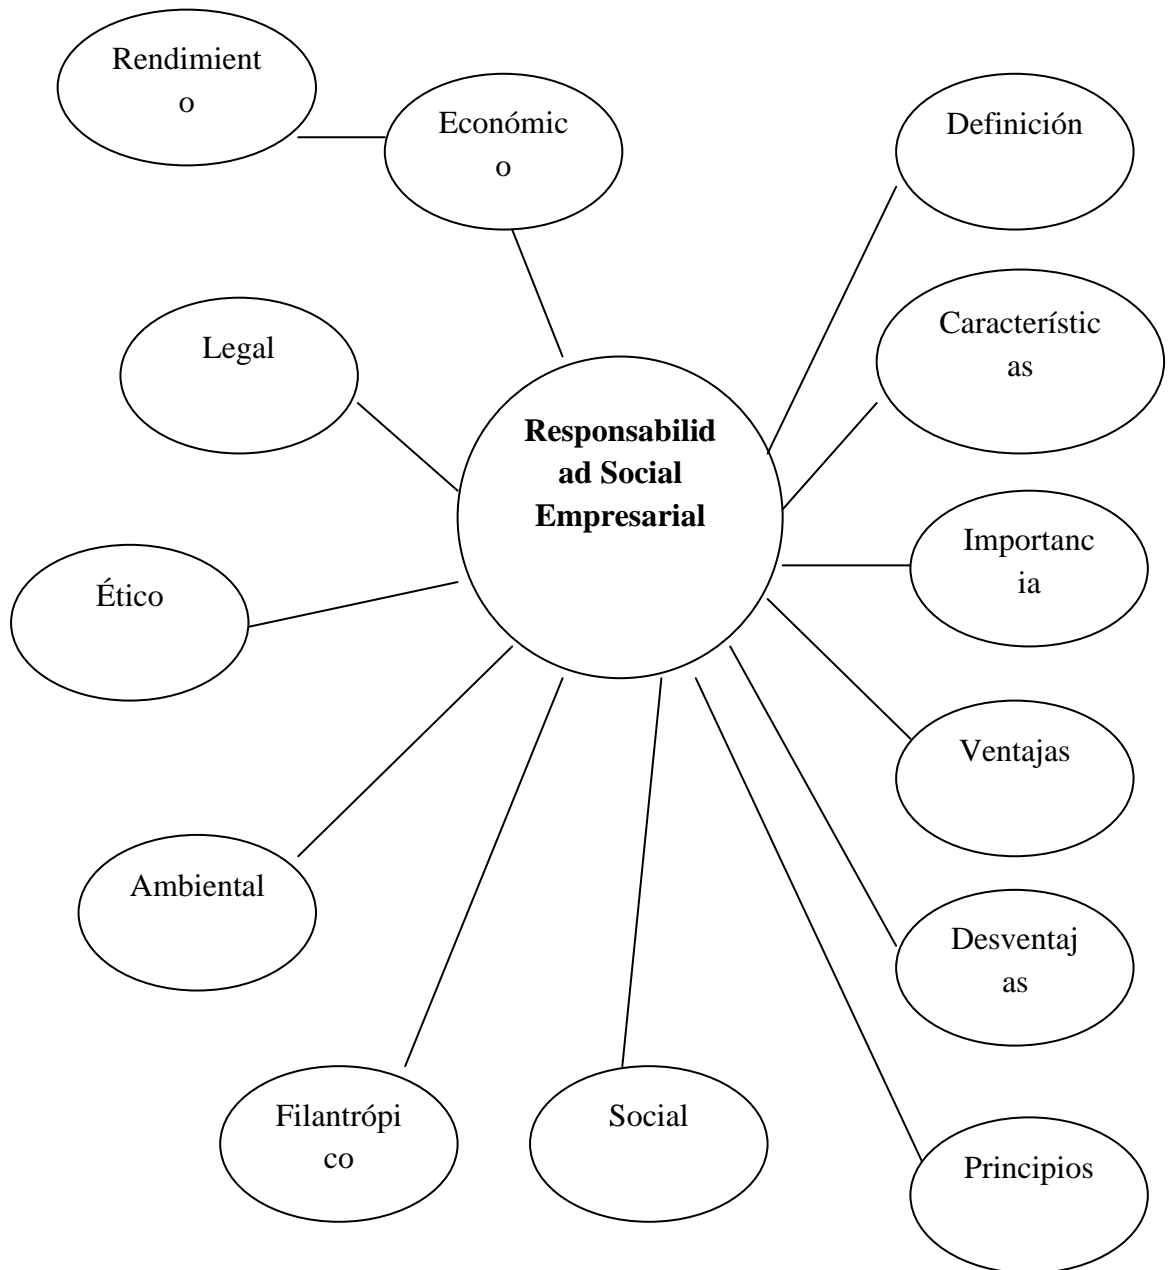 Rendimient
o
Económic
o
Definición
Característic
as
Legal
Responsabilid
ad Social
Empresarial
Importanc
ia
Ético
Ventajas
Ambiental
Desventaj
as
Filantrópi
co
Social
Principios